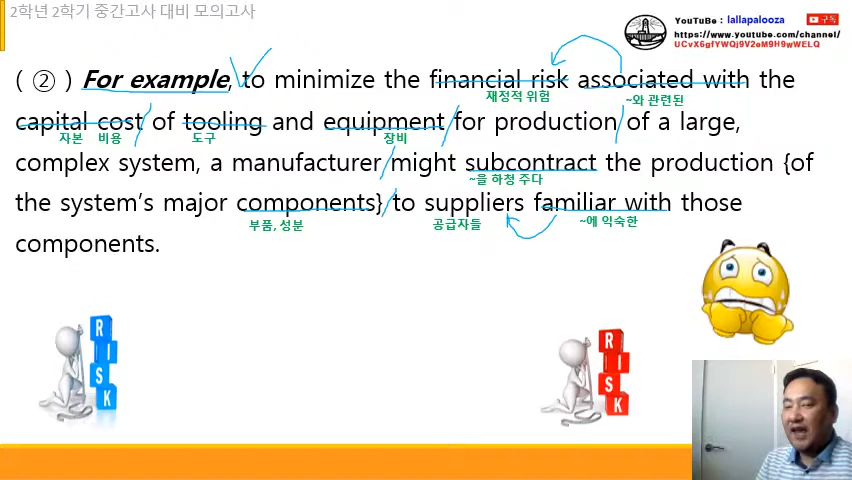 2학년 2학기 중간고사 대비 모의고사
YouTuBe : lallapalooza 구독
https://www.youtube.com/channel/
UCvX6gfYWQj9V2eM9H9wWELQ
( ② ) For example, to minimize the financial risk associated with the
재정적 위험 ~와 관련된
capital cost of tooling and equipment for production of a large,
자본 비용 도구 장비
complex system, a manufacturer might subcontract the production {of
~을 하청 주다
the system's major components} to suppliers familiar with those
부품, 성분 공급자들 ~에 익숙한
components.
R R
I I
S S
K K